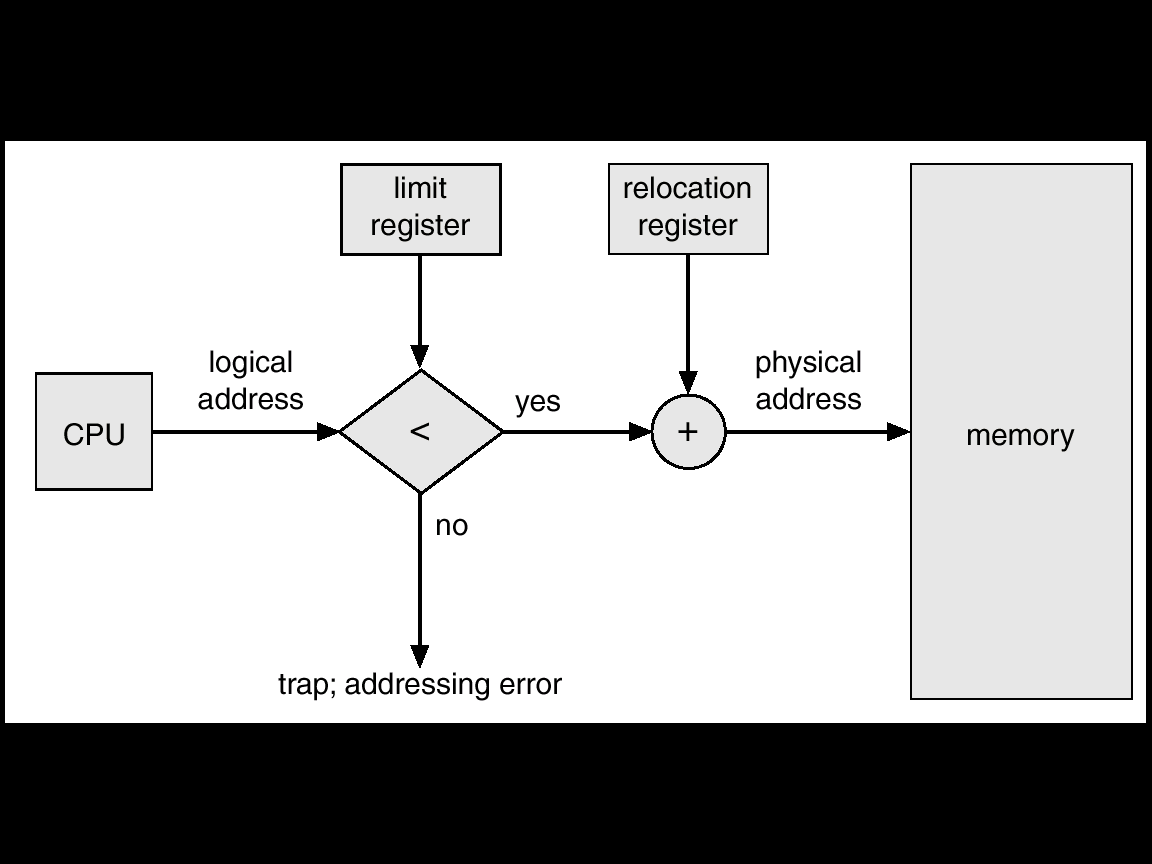 limit
register
relocation
register
logical
address
yes
physical
address
CPU
<
+
memory
no
trap; addressing error